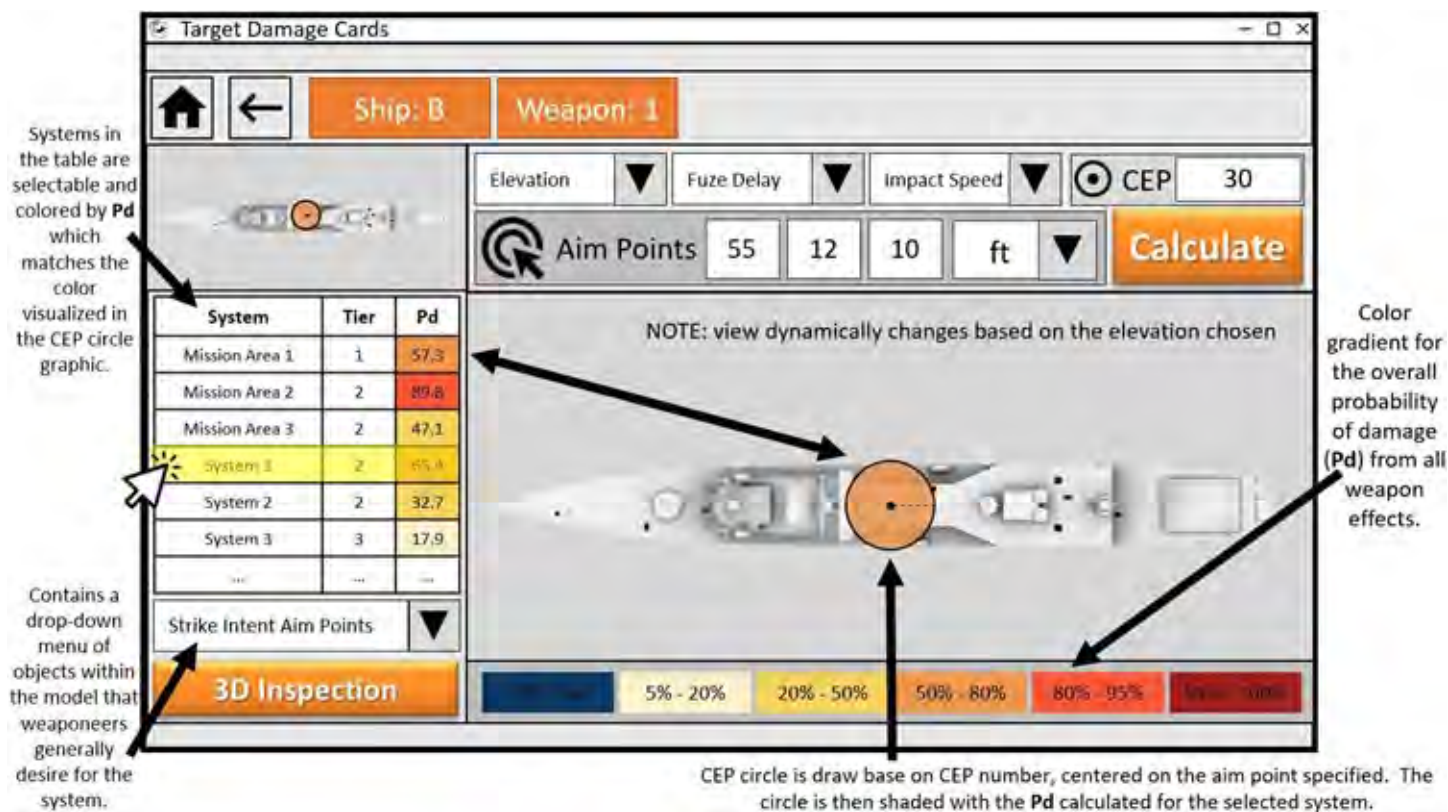 Target Damage Cards
Ship: B
Weapon: 1
Systems in
the table are
selectable and
colored by Pd
which
matches the
color
visualized in
the CEP circle
graphic.
Elevation
Fuze Delay
Impact Speed
CEP
30
Aim Points
55
12
10
ft
Calculate
System Tier Pd
Mission Area 1 1 57.3
Mission Area 2 2 89.8
Mission Area 3 2 47.1
System 1 2 65.4
System 2 2 32.7
System 3 3 17.9
... ... ...
NOTE: view dynamically changes based on the elevation chosen
Color
gradient for
the overall
probability
of damage
(Pd) from all
weapon
effects.
Contains a
drop-down
menu of
objects within
the model that
weaponeers
generally
desire for the
system.
Strike Intent Aim Points
3D Inspection
5% - 20%
20% - 50%
50% - 80%
80% - 95%
CEP circle is draw base on CEP number, centered on the aim point specified. The
circle is then shaded with the Pd calculated for the selected system.